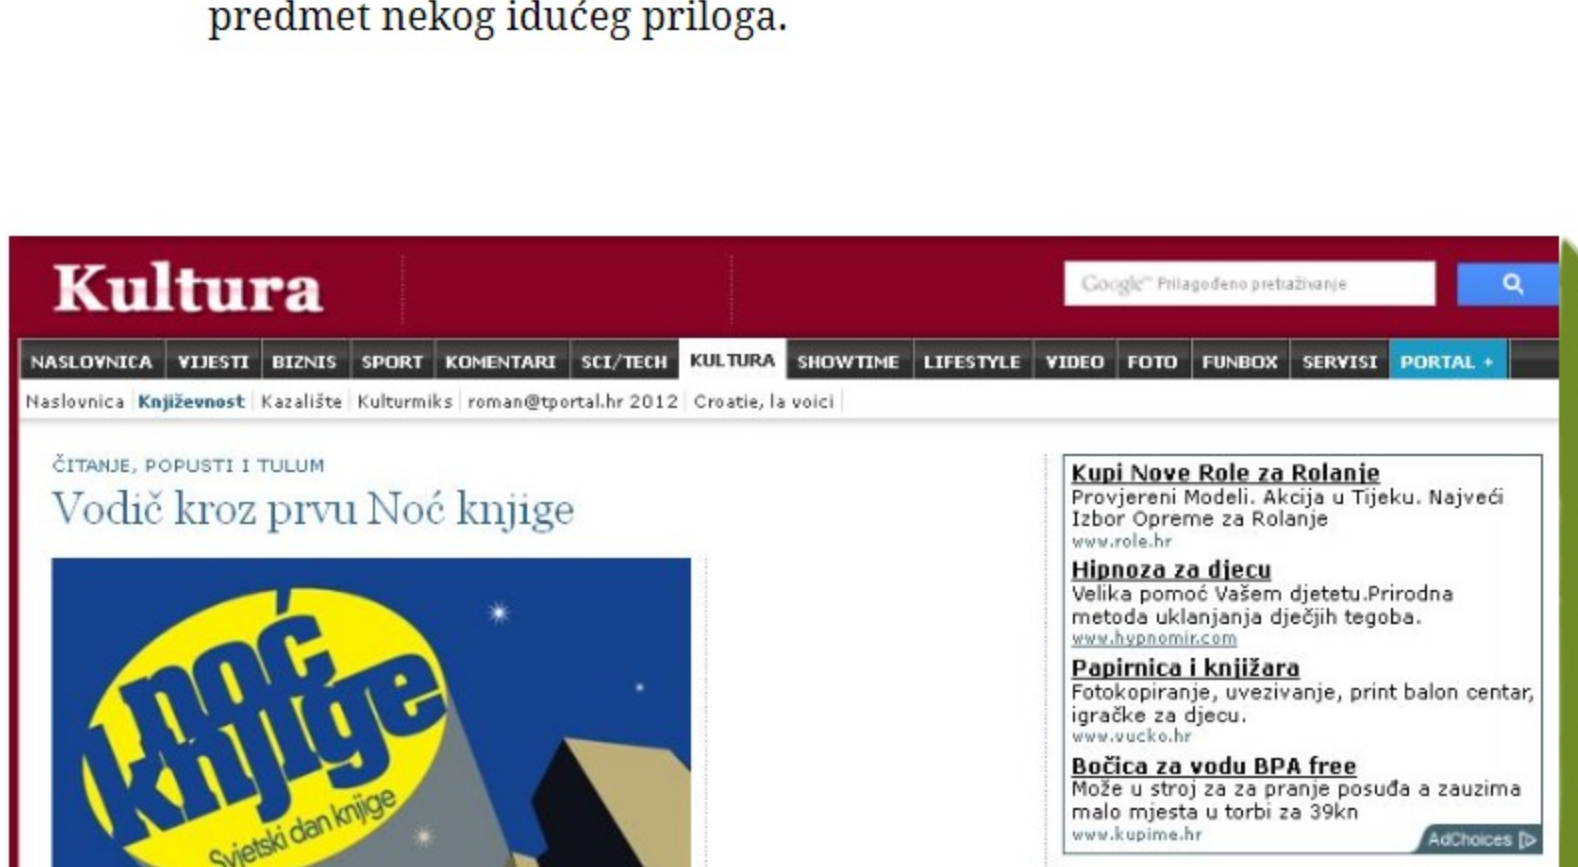 predmet nekog idućeg priloga.
Kultura
Google™ Prilagođeno pretraživanje
NASLOVNICA VIJESTI BIZNIS SPORT KOMENTARI SCI/TECH KULTURA SHOWTIME LIFESTYLE VIDEO FOTO FUNBOX SERVISI PORTAL +
Naslovnica Književnost Kazalište Kulturmiks roman@tportal.hr 2012 Croatie, la voici
ČITANJE, POPUSTI I TULUM
Vodič kroz prvu Noć knjige
noć
knjige
Svjetski dan knjige
Kupi Nove Role za Rolanje
Provjereni Modeli. Akcija u Tijeku. Najveći
Izbor Opreme za Rolanje
www.role.hr
Hipnoza za djecu
Velika pomoć Vašem djetetu.Prirodna
metoda uklanjanja dječjih tegoba.
www.hypnomir.com
Papirnica i knjižara
Fotokopiranje, uvezivanje, print balon centar,
igračke za djecu.
www.vucko.hr
Bočica za vodu BPA free
Može u stroj za za pranje posuđa a zauzima
malo mjesta u torbi za 39kn
www.kupime.hr
AdChoices